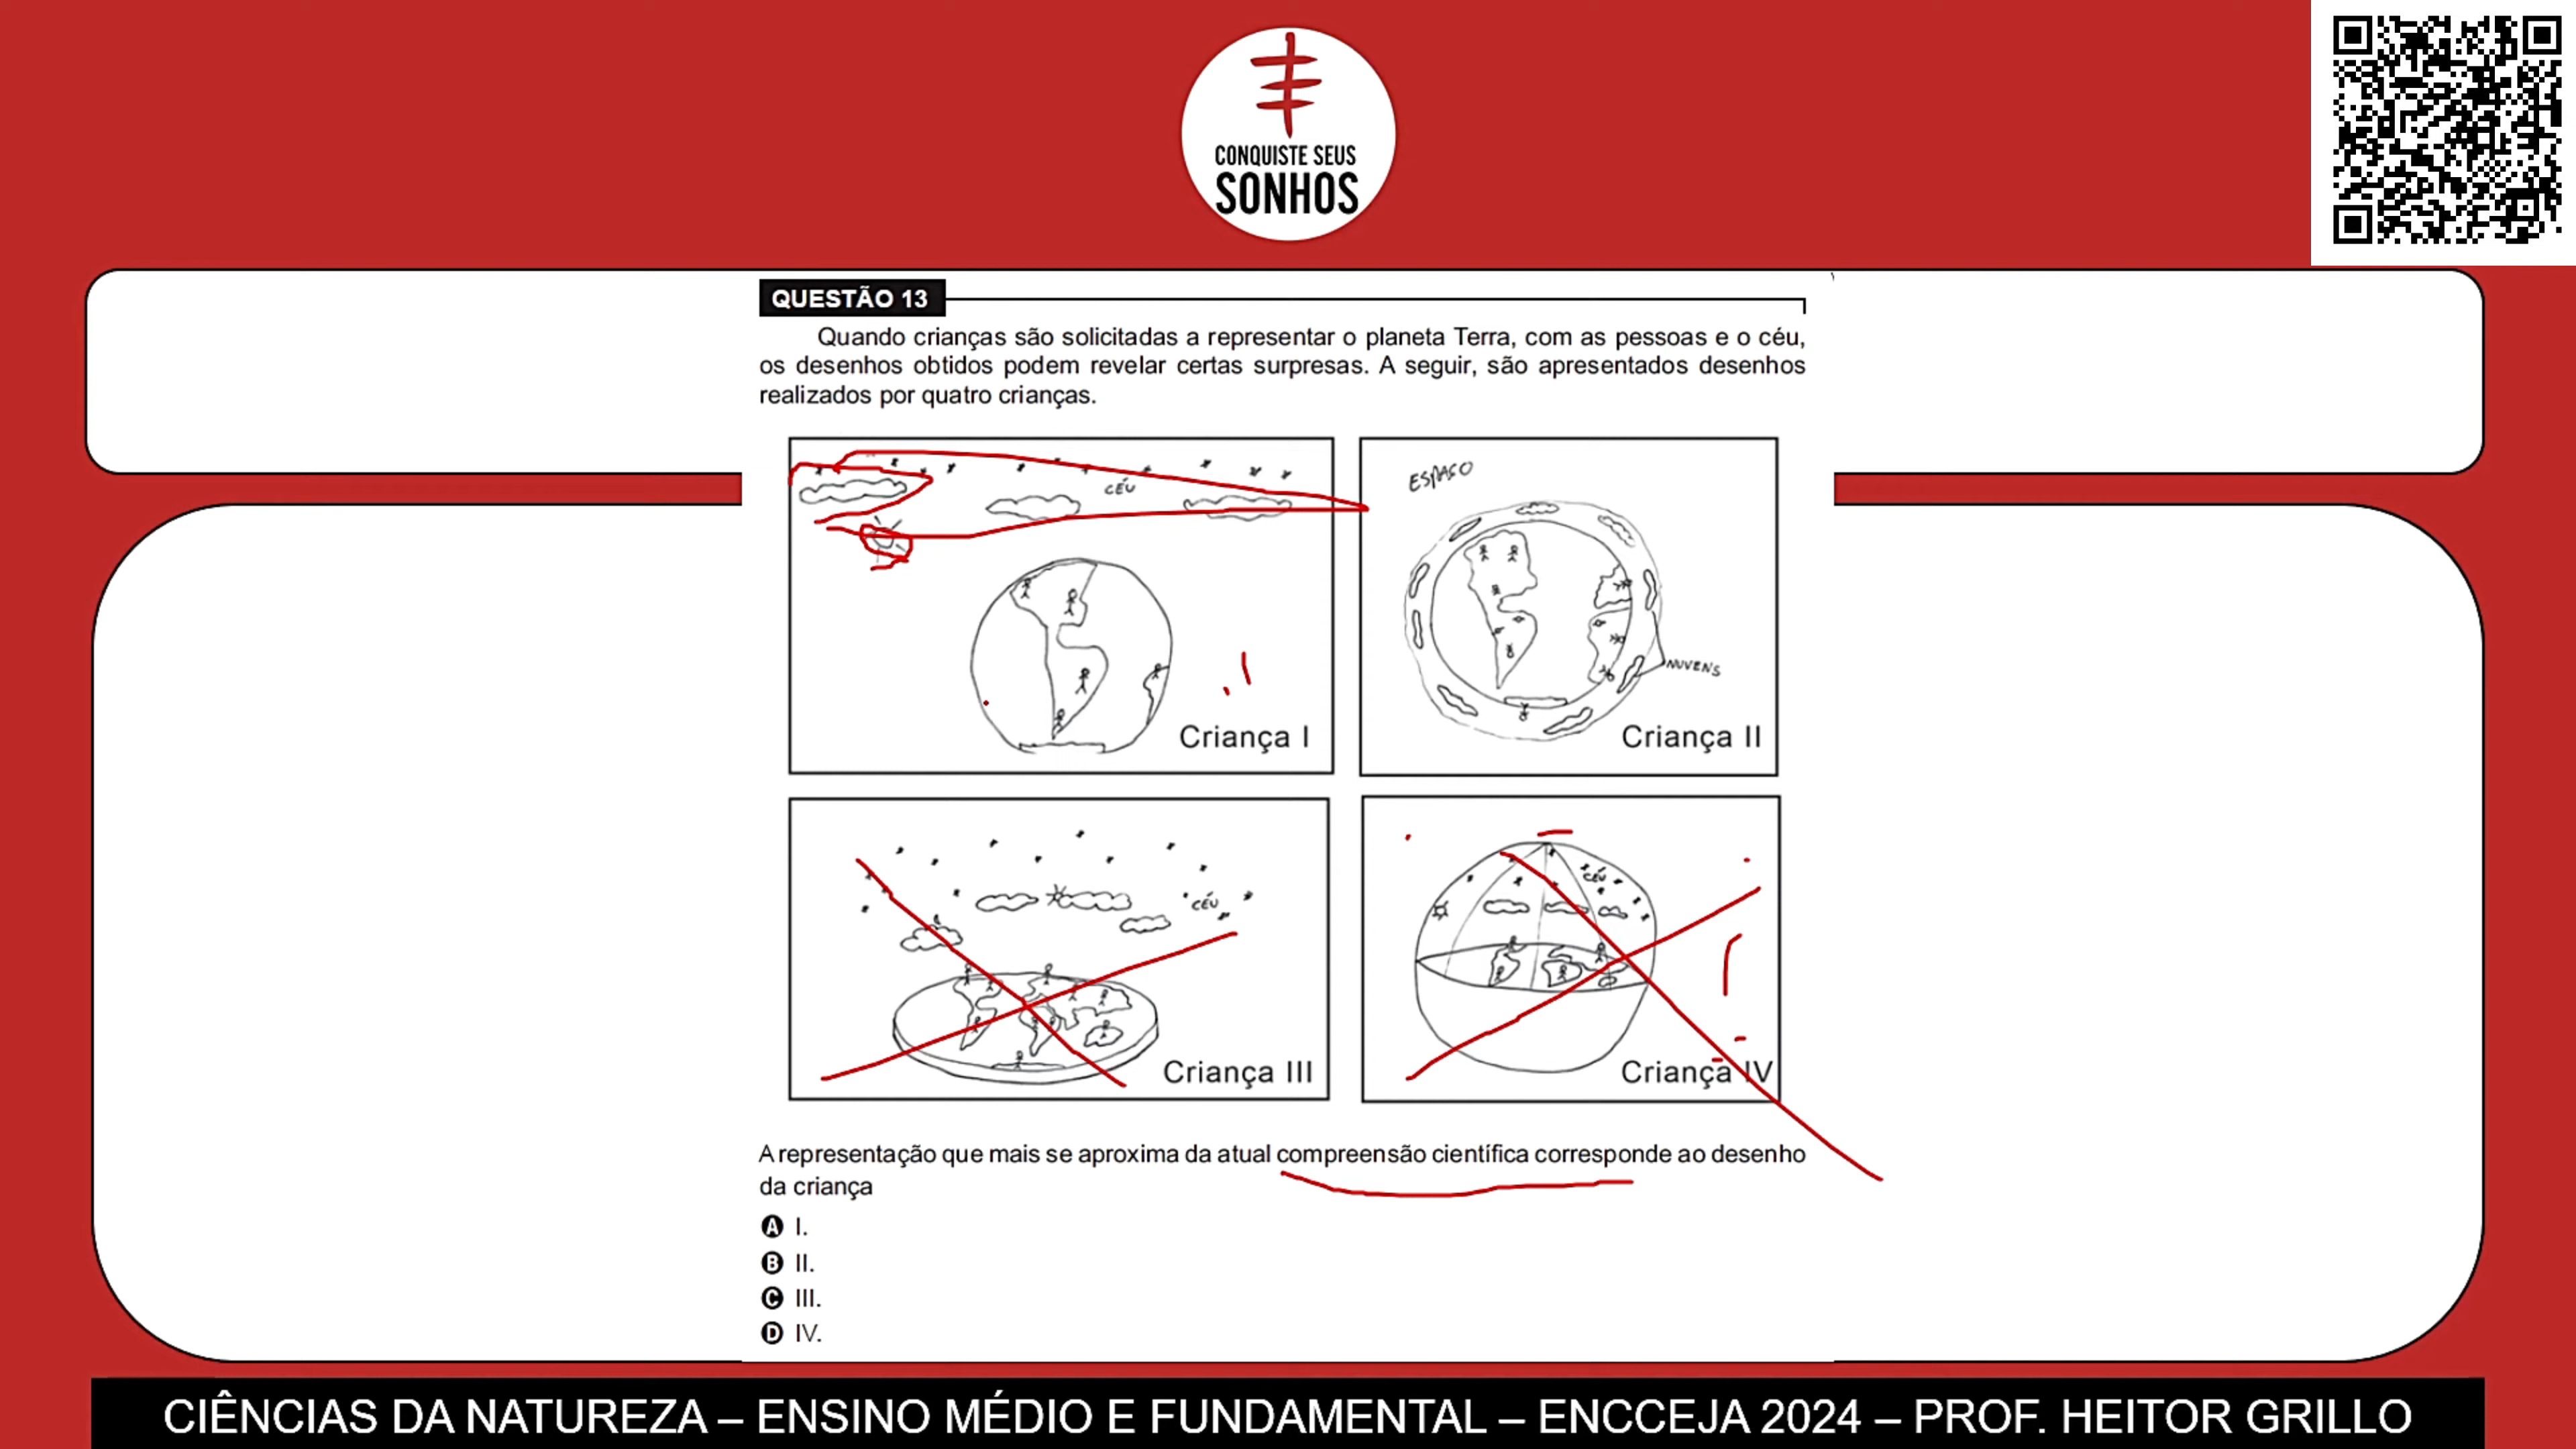 CONQUISTE SEUS
SONHOS
QUESTÃO 13
Quando crianças são solicitadas a representar o planeta Terra, com as pessoas e o céu,
os desenhos obtidos podem revelar certas surpresas. A seguir, são apresentados desenhos
realizados por quatro crianças.
CÉU
Criança I
ESPAÇO
NUVENS
Criança II
CÉU
Criança III
CÉU
Criança IV
A representação que mais se aproxima da atual compreensão científica corresponde ao desenho
da criança
A I.
B II.
C III.
D IV.
CIÊNCIAS DA NATUREZA – ENSINO MÉDIO E FUNDAMENTAL – ENCCEJA 2024 – PROF. HEITOR GRILLO